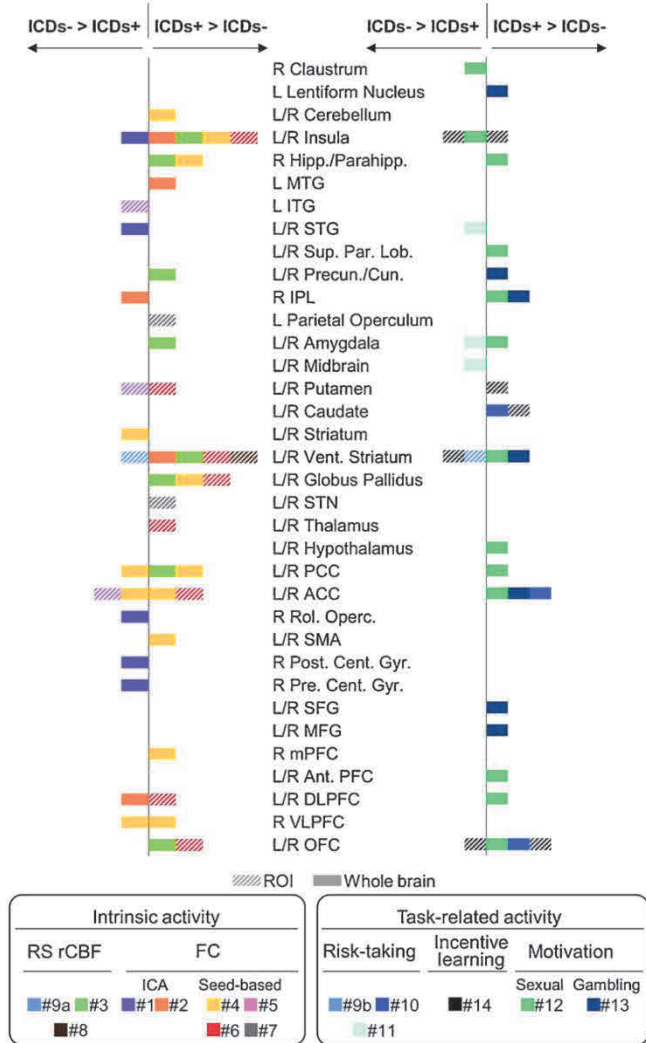 ICDs- > ICDs+ ICDs+ > ICDs- ICDs- > ICDs+ ICDs+ > ICDs-
R Claustrum
L Lentiform Nucleus
L/R Cerebellum
L/R Insula
R Hipp./Parahipp.
L MTG
L ITG
L/R STG
L/R Sup. Par. Lob.
L/R Precun./Cun.
R IPL
L Parietal Operculum
L/R Amygdala
L/R Midbrain
L/R Putamen
L/R Caudate
L/R Striatum
L/R Vent. Striatum
L/R Globus Pallidus
L/R STN
L/R Thalamus
L/R Hypothalamus
L/R PCC
L/R ACC
R Rol. Operc.
L/R SMA
R Post. Cent. Gyr.
R Pre. Cent. Gyr.
L/R SFG
L/R MFG
R mPFC
L/R Ant. PFC
L/R DLPFC
R VLPFC
L/R OFC
ROI Whole brain
Intrinsic activity
RS rCBF FC
ICA Seed-based
#9a #3 #1 #2 #4 #5
#8 #6 #7
Task-related activity
Risk-taking Incentive learning Motivation
Sexual Gambling
#9b #10 #14 #12 #13
#11